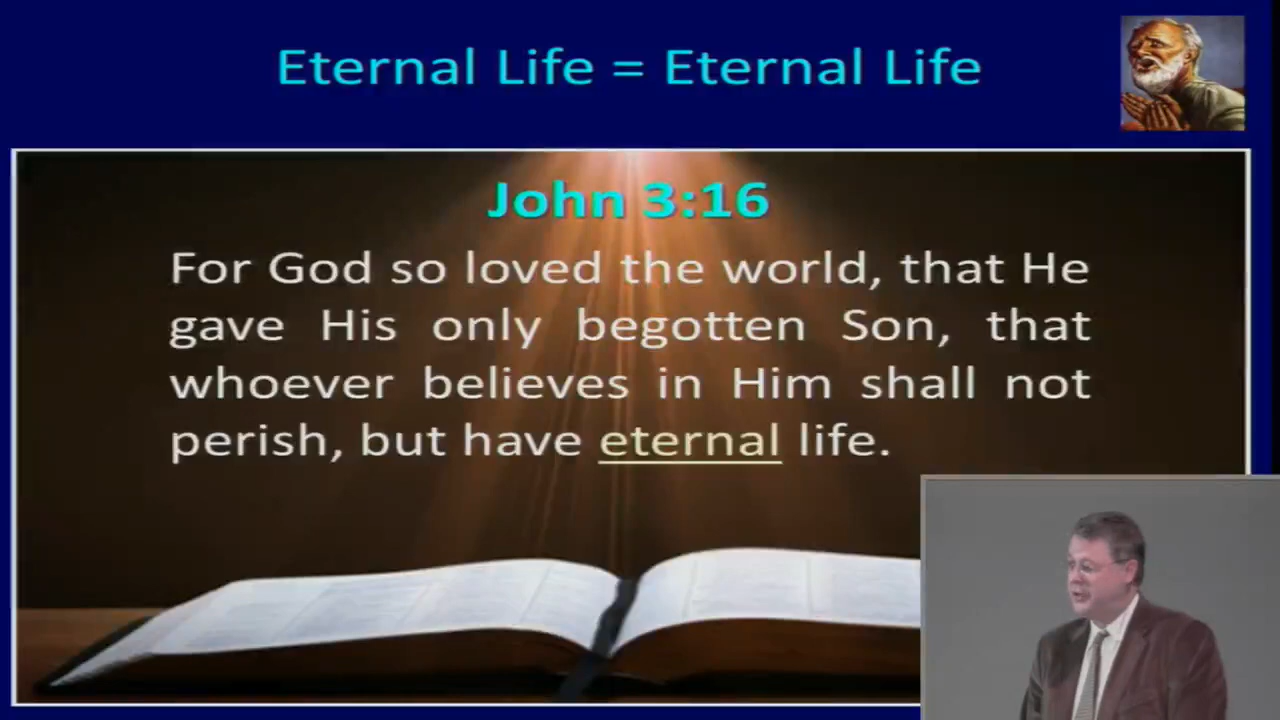 Eternal Life = Eternal Life
John 3:16
For God so loved the world, that He
gave His only begotten Son, that
whoever believes in Him shall not
perish, but have eternal life.